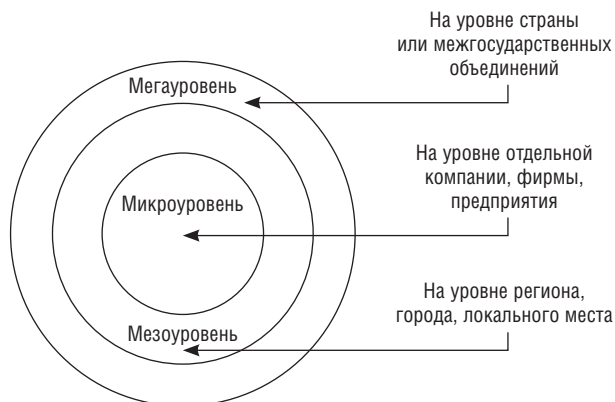 На уровне страны
или межгосударственных
объединений
Мегауровень
На уровне отдельной
компании, фирмы,
предприятия
Микроуровень
На уровне региона,
города, локального места
Мезоуровень